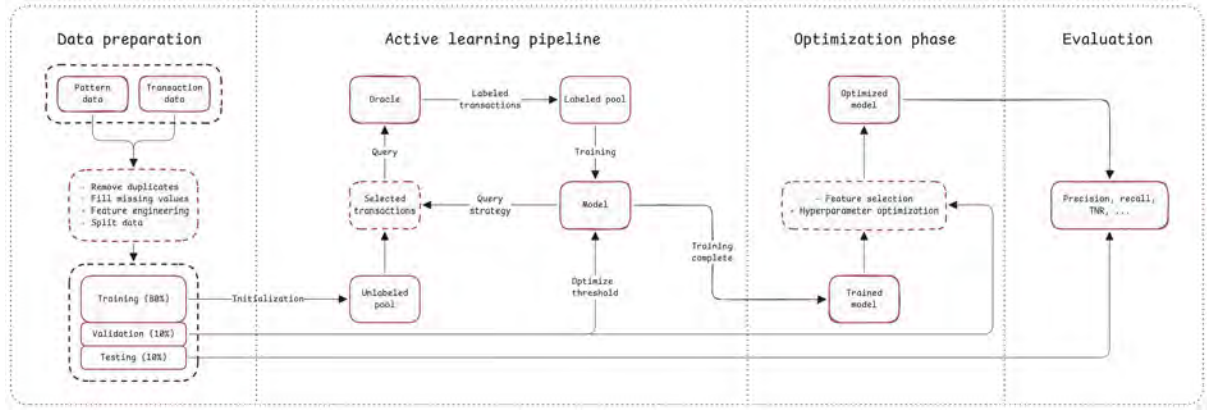 Data preparation
Pattern
data
Transaction
data
- Remove duplicates
- Fill missing values
- Feature engineering
- Split data
Training (80%)
Validation (10%)
Testing (10%)
Initialization
Active learning pipeline
Oracle
Labeled
transactions
Labeled pool
Query
Training
Selected
transactions
Query
strategy
Model
Unlabeled
pool
Optimize
threshold
Training
complete
Optimization phase
Optimized
model
- Feature selection
- Hyperparameter optimization
Trained
model
Evaluation
Precision, recall,
TNR, ...